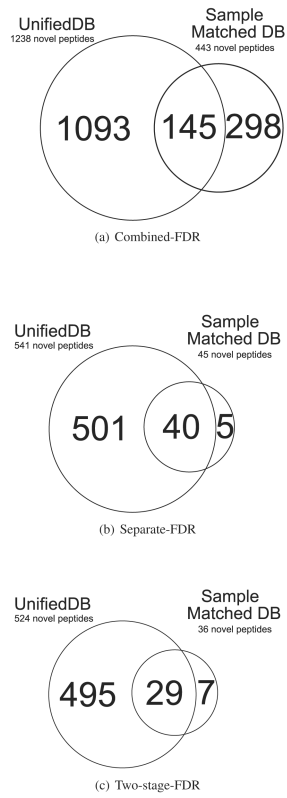 UnifiedDB
1238 novel peptides
Sample
Matched DB
443 novel peptides
1093
145
298
(a) Combined-FDR
UnifiedDB
541 novel peptides
Sample
Matched DB
45 novel peptides
501
40
5
(b) Separate-FDR
UnifiedDB
524 novel peptides
Sample
Matched DB
36 novel peptides
495
29
7
(c) Two-stage-FDR